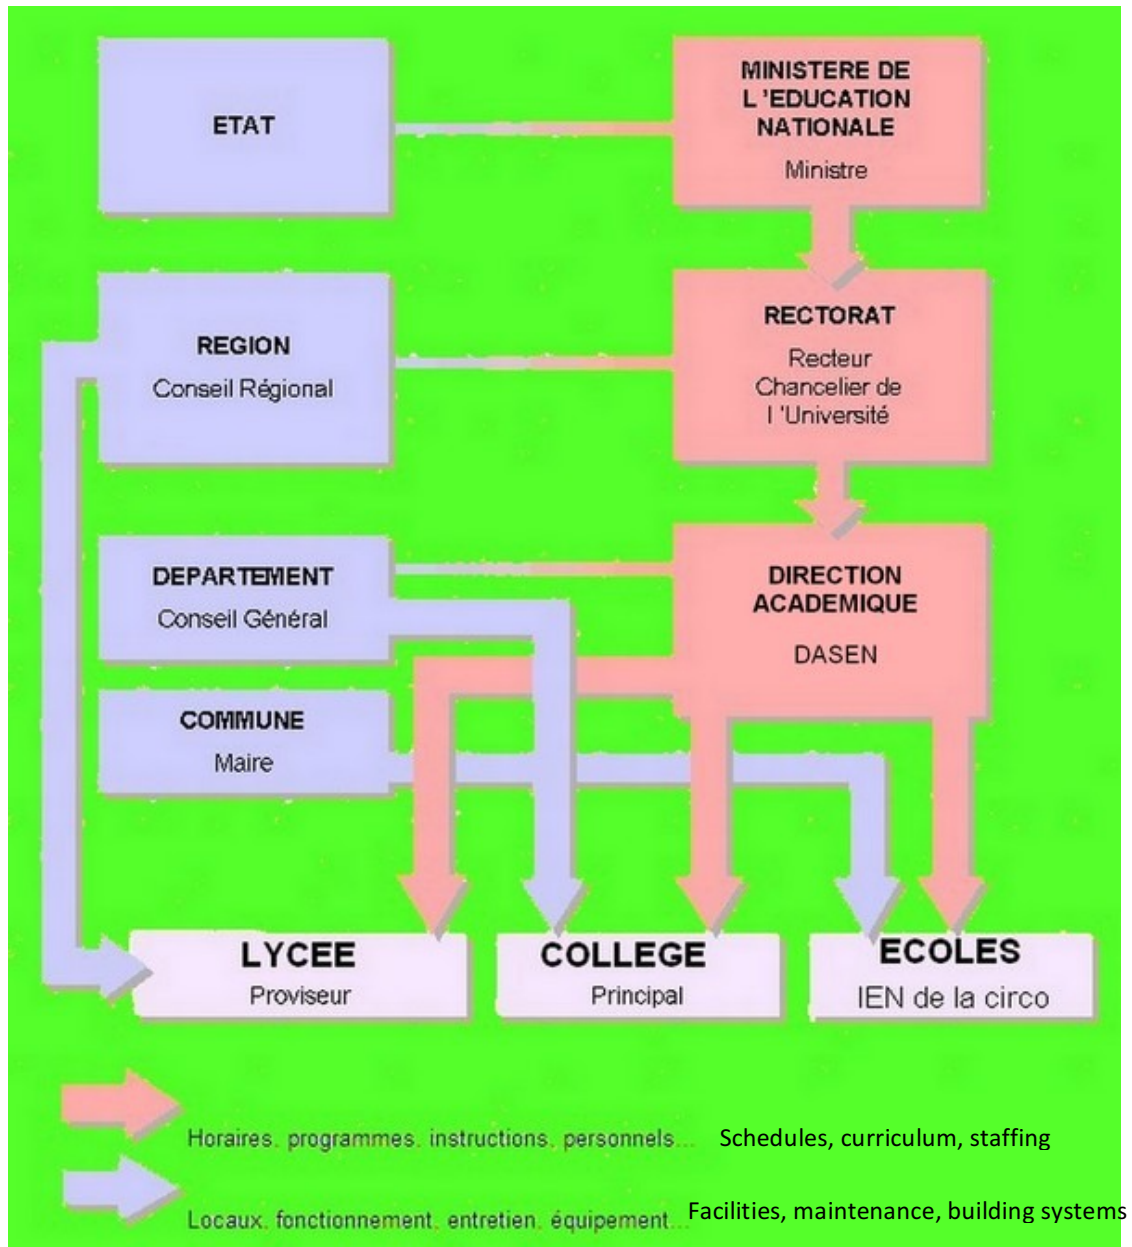 ETAT
MINISTERE DE
L 'EDUCATION
NATIONALE
Ministre
REGION
Conseil Régional
RECTORAT
Recteur
Chancelier de
l 'Université
DEPARTEMENT
Conseil Général
DIRECTION
ACADEMIQUE
DASEN
COMMUNE
Maire
LYCEE
Proviseur
COLLEGE
Principal
ECOLES
IEN de la circo
Horaires, programmes, instructions, personnels... Schedules, curriculum, staffing
Locaux, fonctionnement, entretien, équipement... Facilities, maintenance, building systems